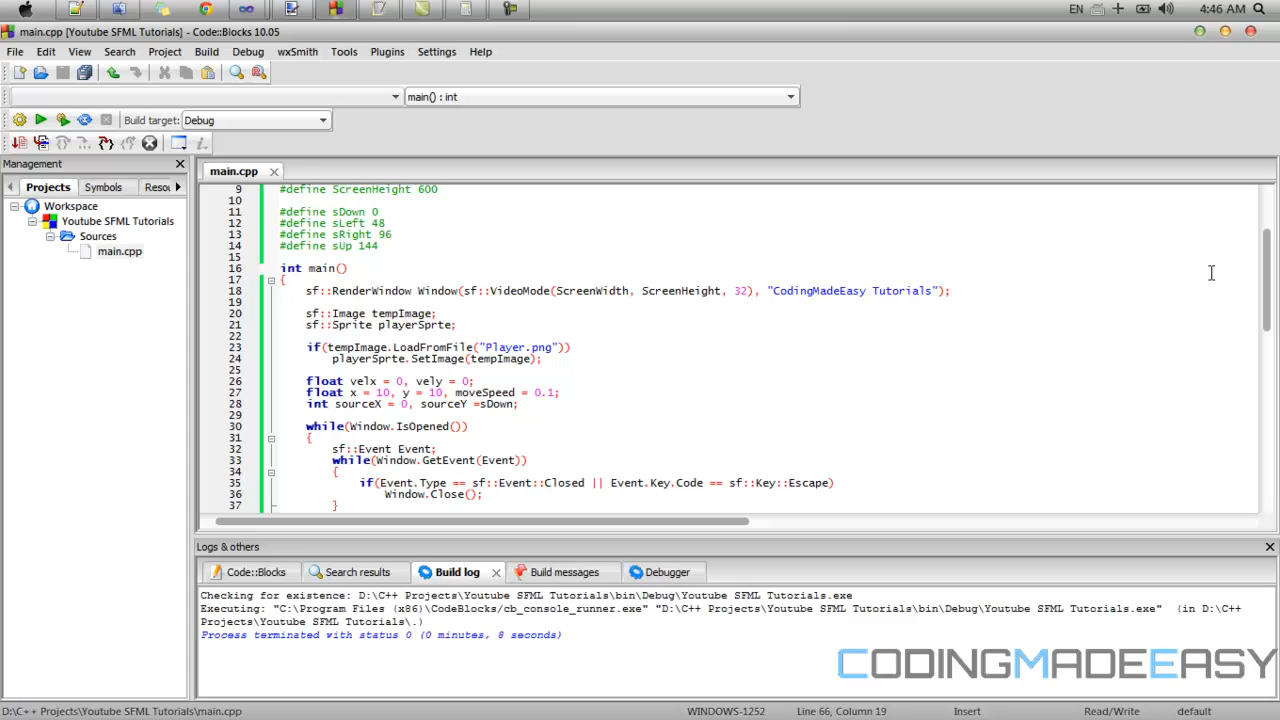 EN
4:46 AM
main.cpp [Youtube SFML Tutorials] - Code::Blocks 10.05
File Edit View Search Project Build Debug wxSmith Tools Plugins Settings Help
main() : int
Build target: Debug
Management
Projects Symbols Resou
Workspace
Youtube SFML Tutorials
Sources
main.cpp
main.cpp
9 #define ScreenHeight 600
10
11 #define sDown 0
12 #define sLeft 48
13 #define sRight 96
14 #define sUp 144
15
16 int main()
17 {
18 sf::RenderWindow Window(sf::VideoMode(ScreenWidth, ScreenHeight, 32), "CodingMadeEasy Tutorials");
19
20 sf::Image tempImage;
21 sf::Sprite playerSprte;
22
23 if(tempImage.LoadFromFile("Player.png"))
24 playerSprte.SetImage(tempImage);
25
26 float velx = 0, vely = 0;
27 float x = 10, y = 10, moveSpeed = 0.1;
28 int sourceX = 0, sourceY =sDown;
29
30 while(Window.IsOpened())
31 {
32 sf::Event Event;
33 while(Window.GetEvent(Event))
34 {
35 if(Event.Type == sf::Event::Closed || Event.Key.Code == sf::Key::Escape)
36 Window.Close();
37 }
Logs & others
Code::Blocks Search results Build log Build messages Debugger
Checking for existence: D:\C++ Projects\Youtube SFML Tutorials\bin\Debug\Youtube SFML Tutorials.exe
Executing: "C:\Program Files (x86)\CodeBlocks/cb_console_runner.exe" "D:\C++ Projects\Youtube SFML Tutorials\bin\Debug\Youtube SFML Tutorials.exe" (in D:\C++
Projects\Youtube SFML Tutorials\.)
Process terminated with status 0 (0 minutes, 8 seconds)
CODINGMADEEASY
D:\C++ Projects\Youtube SFML Tutorials\main.cpp
WINDOWS-1252
Line 66, Column 19
Insert
Read/Write
default